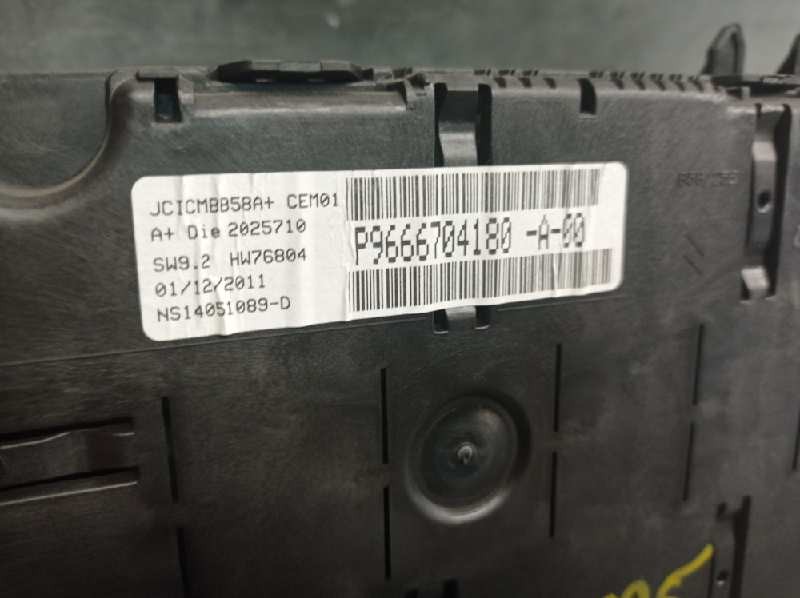 JCICMBB58A+ CEM01
A+ Die 2025710
SW9.2 HW76804
01/12/2011
NS14051089-D
P9666704180 -A-00